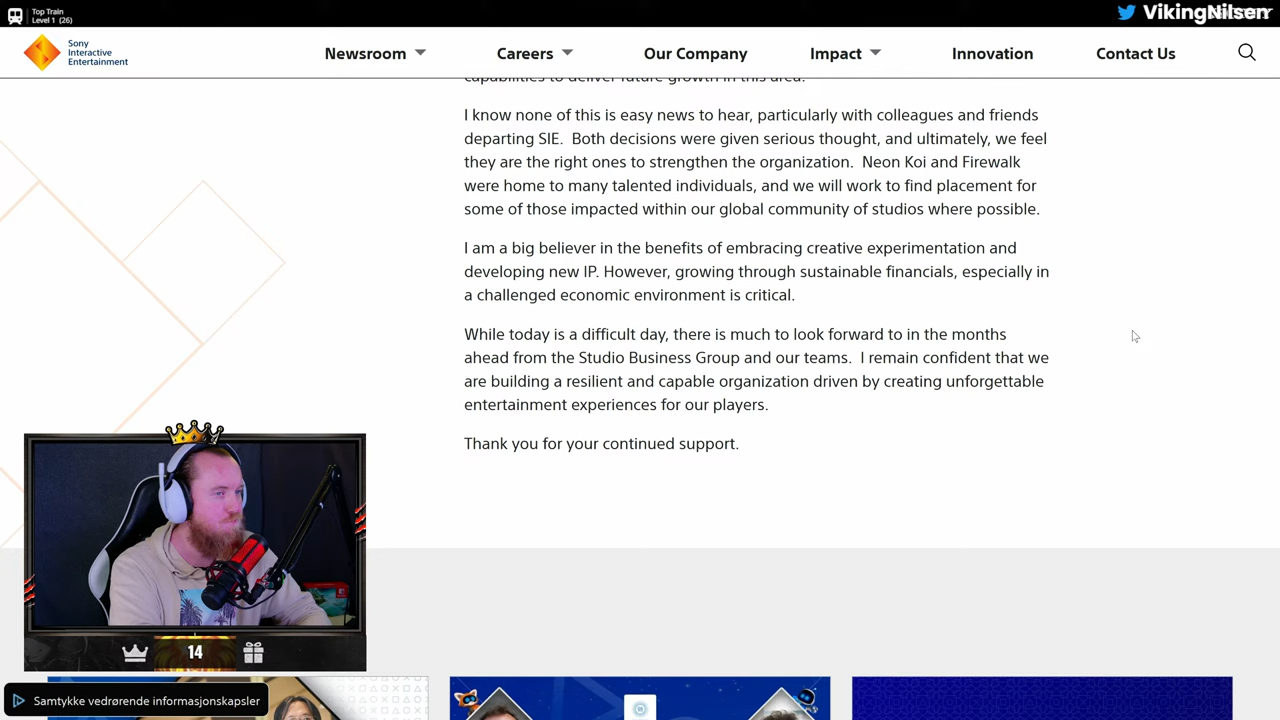 Top Train
Level 1 (26)
VikingNilsen
Sony
Interactive
Entertainment
Newsroom
Careers
Our Company
Impact
Innovation
Contact Us
capabilities to deliver future growth in this area.
I know none of this is easy news to hear, particularly with colleagues and friends
departing SIE.  Both decisions were given serious thought, and ultimately, we feel
they are the right ones to strengthen the organization.  Neon Koi and Firewalk
were home to many talented individuals, and we will work to find placement for
some of those impacted within our global community of studios where possible.
I am a big believer in the benefits of embracing creative experimentation and
developing new IP. However, growing through sustainable financials, especially in
a challenged economic environment is critical.
While today is a difficult day, there is much to look forward to in the months
ahead from the Studio Business Group and our teams.  I remain confident that we
are building a resilient and capable organization driven by creating unforgettable
entertainment experiences for our players.
Thank you for your continued support.
14
Samtykke vedrørende informasjonskapsler